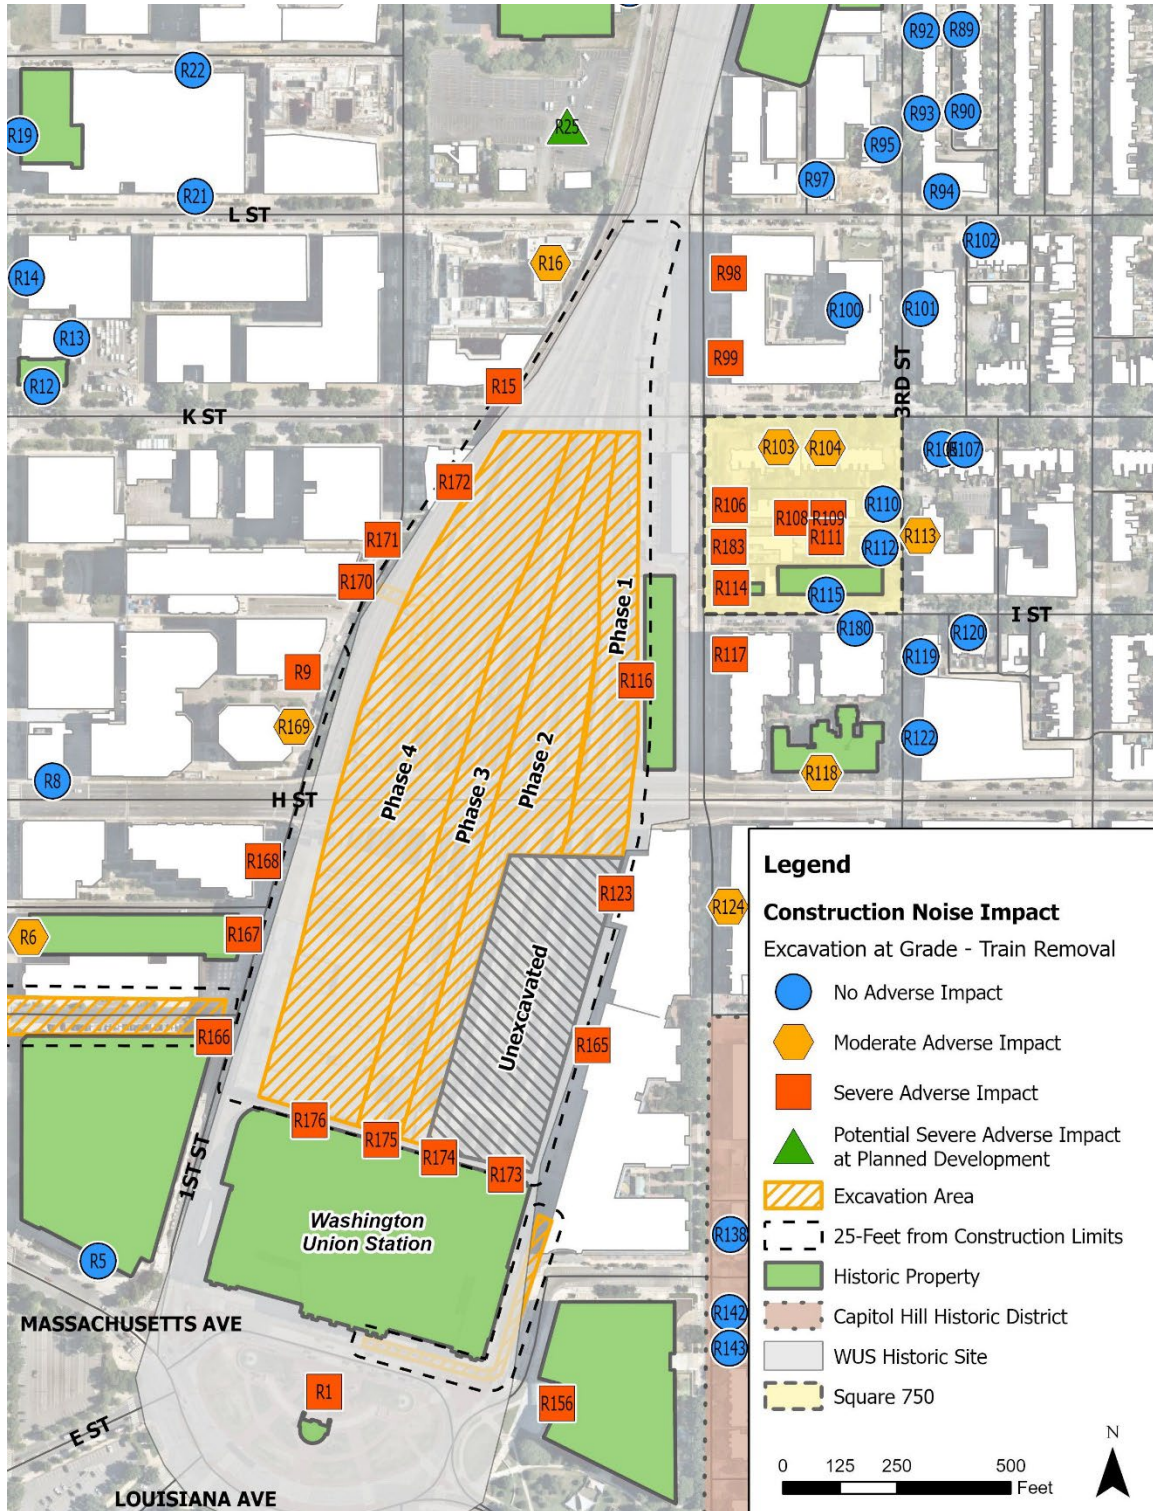 R92
R89
R22
R19
R25
R93
R90
R95
R97
R94
R21
L ST
R102
R14
R16
R98
R100
R101
R13
R99
R12
R15
3RD ST
K ST
R103
R104
R107
R172
R106
R108
R109
R110
R171
R111
R183
R112
R113
R170
R114
R115
Phase 1
I ST
R180
R120
R119
R117
R9
R116
R169
R122
R118
R8
Phase 4
Phase 3
Phase 2
H ST
R168
R123
R124
R6
R167
Unexcavated
R166
R165
R176
R175
R174
R173
1ST ST
Washington
Union Station
R5
R138
MASSACHUSETTS AVE
R142
R143
R1
R156
E ST
LOUISIANA AVE
Legend
Construction Noise Impact
Excavation at Grade - Train Removal
No Adverse Impact
Moderate Adverse Impact
Severe Adverse Impact
Potential Severe Adverse Impact
at Planned Development
Excavation Area
25-Feet from Construction Limits
Historic Property
Capitol Hill Historic District
WUS Historic Site
Square 750
N
0 125 250 500
Feet